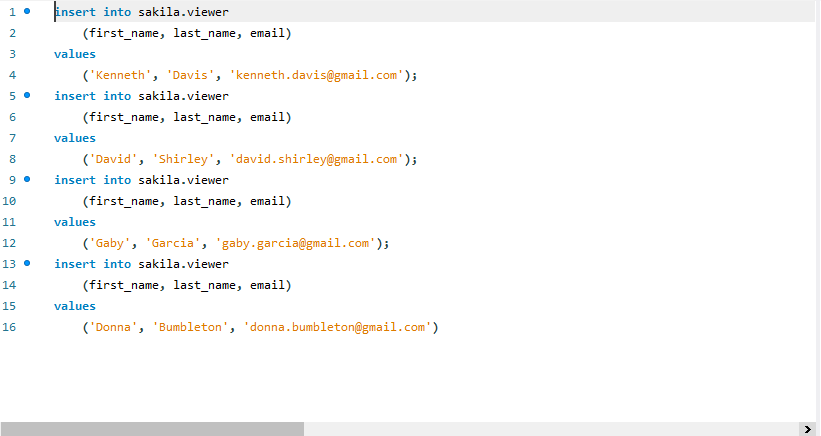 1 insert into sakila.viewer
2 (first_name, last_name, email)
3 values
4 ('Kenneth', 'Davis', 'kenneth.davis@gmail.com');
5 insert into sakila.viewer
6 (first_name, last_name, email)
7 values
8 ('David', 'Shirley', 'david.shirley@gmail.com');
9 insert into sakila.viewer
10 (first_name, last_name, email)
11 values
12 ('Gaby', 'Garcia', 'gaby.garcia@gmail.com');
13 insert into sakila.viewer
14 (first_name, last_name, email)
15 values
16 ('Donna', 'Bumbleton', 'donna.bumbleton@gmail.com')